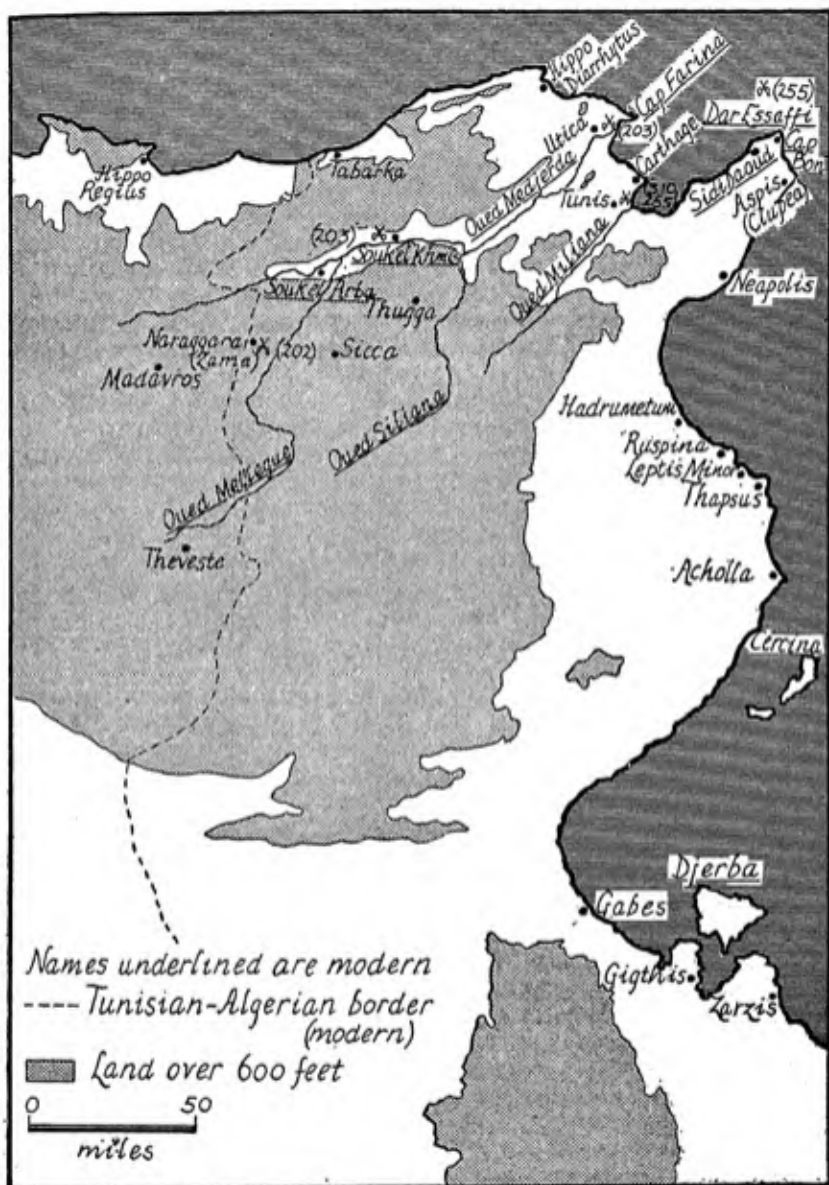 Hippo
Diarrhytus
Cap Farina
(255)
Utica
(203)
Dar Essaffi
Cap
Bon
Carthage
Hippo
Regius
Tabarka
Oued Medjerda
Tunis
255
Sidi Daoud
Aspis
(Clupea)
(203)
Souk el Khmis
Oued Miliana
Souk el Arba
Thugga
Neapolis
Naraggara
(Zama)
(202)
Sicca
Madavros
Hadrumetum
Oued Siliana
Ruspina
Leptis Minor
Thapsus
Oued Mellegue
Theveste
Acholla
Cercina
Djerba
Gabes
Gigthis
Zarzis
Names underlined are modern
Tunisian-Algerian border
(modern)
Land over 600 feet
0 50
miles